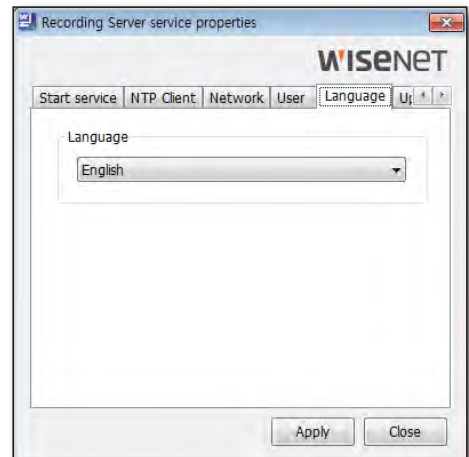 Recording Server service properties
WISENET
Start service NTP Client Network User Language
Language
English
Apply Close